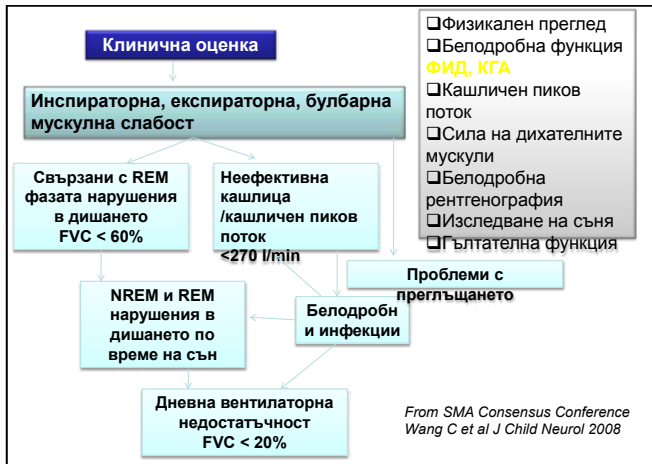 Клинична оценка
Инспираторна, експираторна, булбарна
мускулна слабост
Свързани с REM
фазата нарушения
в дишането
FVC < 60%
Неефективна
кашлица
/кашличен пиков
поток
<270 l/min
Проблеми с
преглъщането
NREM и REM
нарушения в
дишането по
време на сън
Белодробн
и инфекции
Дневна вентилаторна
недостатъчност
FVC < 20%
❑Физикален преглед
❑Белодробна функция
ФИД, КГА
❑Кашличен пиков
поток
❑Сила на дихателните
мускули
❑Белодробна
рентгенография
❑Изследване на съня
❑Гълтателна функция
From SMA Consensus Conference
Wang C et al J Child Neurol 2008